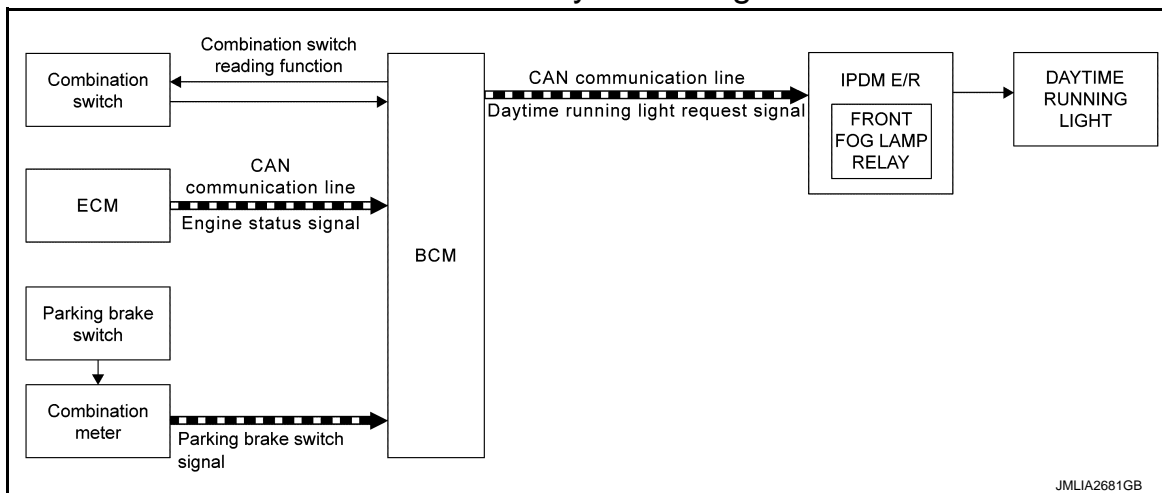 Combination switch
reading function
Combination
switch
CAN communication line
Daytime running light request signal
IPDM E/R
FRONT
FOG LAMP
RELAY
DAYTIME
RUNNING
LIGHT
CAN
communication line
ECM
Engine status signal
BCM
Parking brake
switch
Combination
meter
Parking brake switch
signal
JMLIA2681GB